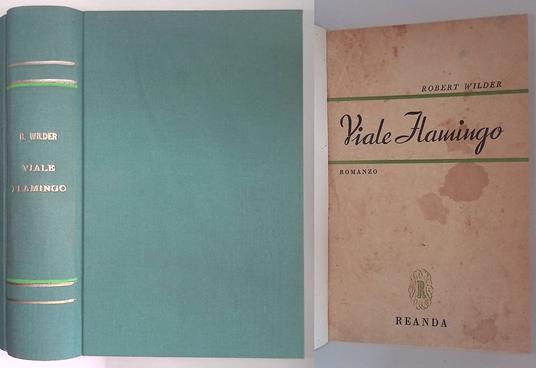 R. WILDER
VIALE
FLAMINGO
ROBERT WILDER
Viale Flamingo
ROMANZO
R
REANDA